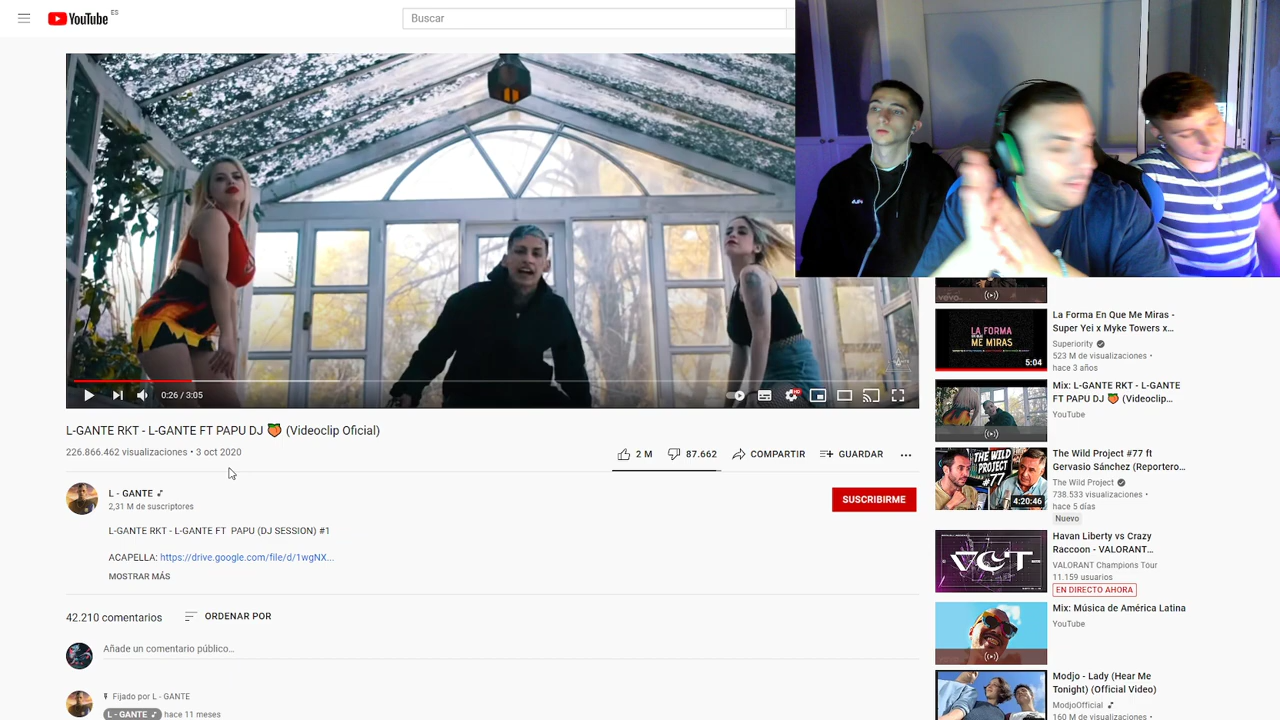 YouTube ES
Buscar
0:26 / 3:05
HD
L-GANTE RKT - L-GANTE FT PAPU DJ 🍑 (Videoclip Oficial)
226.866.462 visualizaciones • 3 oct 2020
2 M
87.662
COMPARTIR
GUARDAR
L - GANTE
2,31 M de suscriptores
SUSCRIBIRME
L-GANTE RKT - L-GANTE FT PAPU (DJ SESSION) #1
ACAPELLA: https://drive.google.com/file/d/1wgNX...
MOSTRAR MÁS
42.210 comentarios
ORDENAR POR
Añade un comentario público...
Fijado por L - GANTE
L - GANTE hace 11 meses
vevo
LA FORMA
EN QUE
ME MIRAS
5:04
La Forma En Que Me Miras -
Super Yei x Myke Towers x...
Superiority
523 M de visualizaciones •
hace 3 años
Mix: L-GANTE RKT - L-GANTE
FT PAPU DJ 🍑 (Videoclip...
YouTube
THE WILD
PROJECT
#77
4:20:46
The Wild Project #77 ft
Gervasio Sánchez (Reportero...
The Wild Project
738.533 visualizaciones •
hace 5 días
Nuevo
VCT
Havan Liberty vs Crazy
Raccoon - VALORANT...
VALORANT Champions Tour
11.159 usuarios
EN DIRECTO AHORA
Mix: Música de América Latina
YouTube
Modjo - Lady (Hear Me
Tonight) (Official Video)
ModjoOfficial
160 M de visualizaciones •